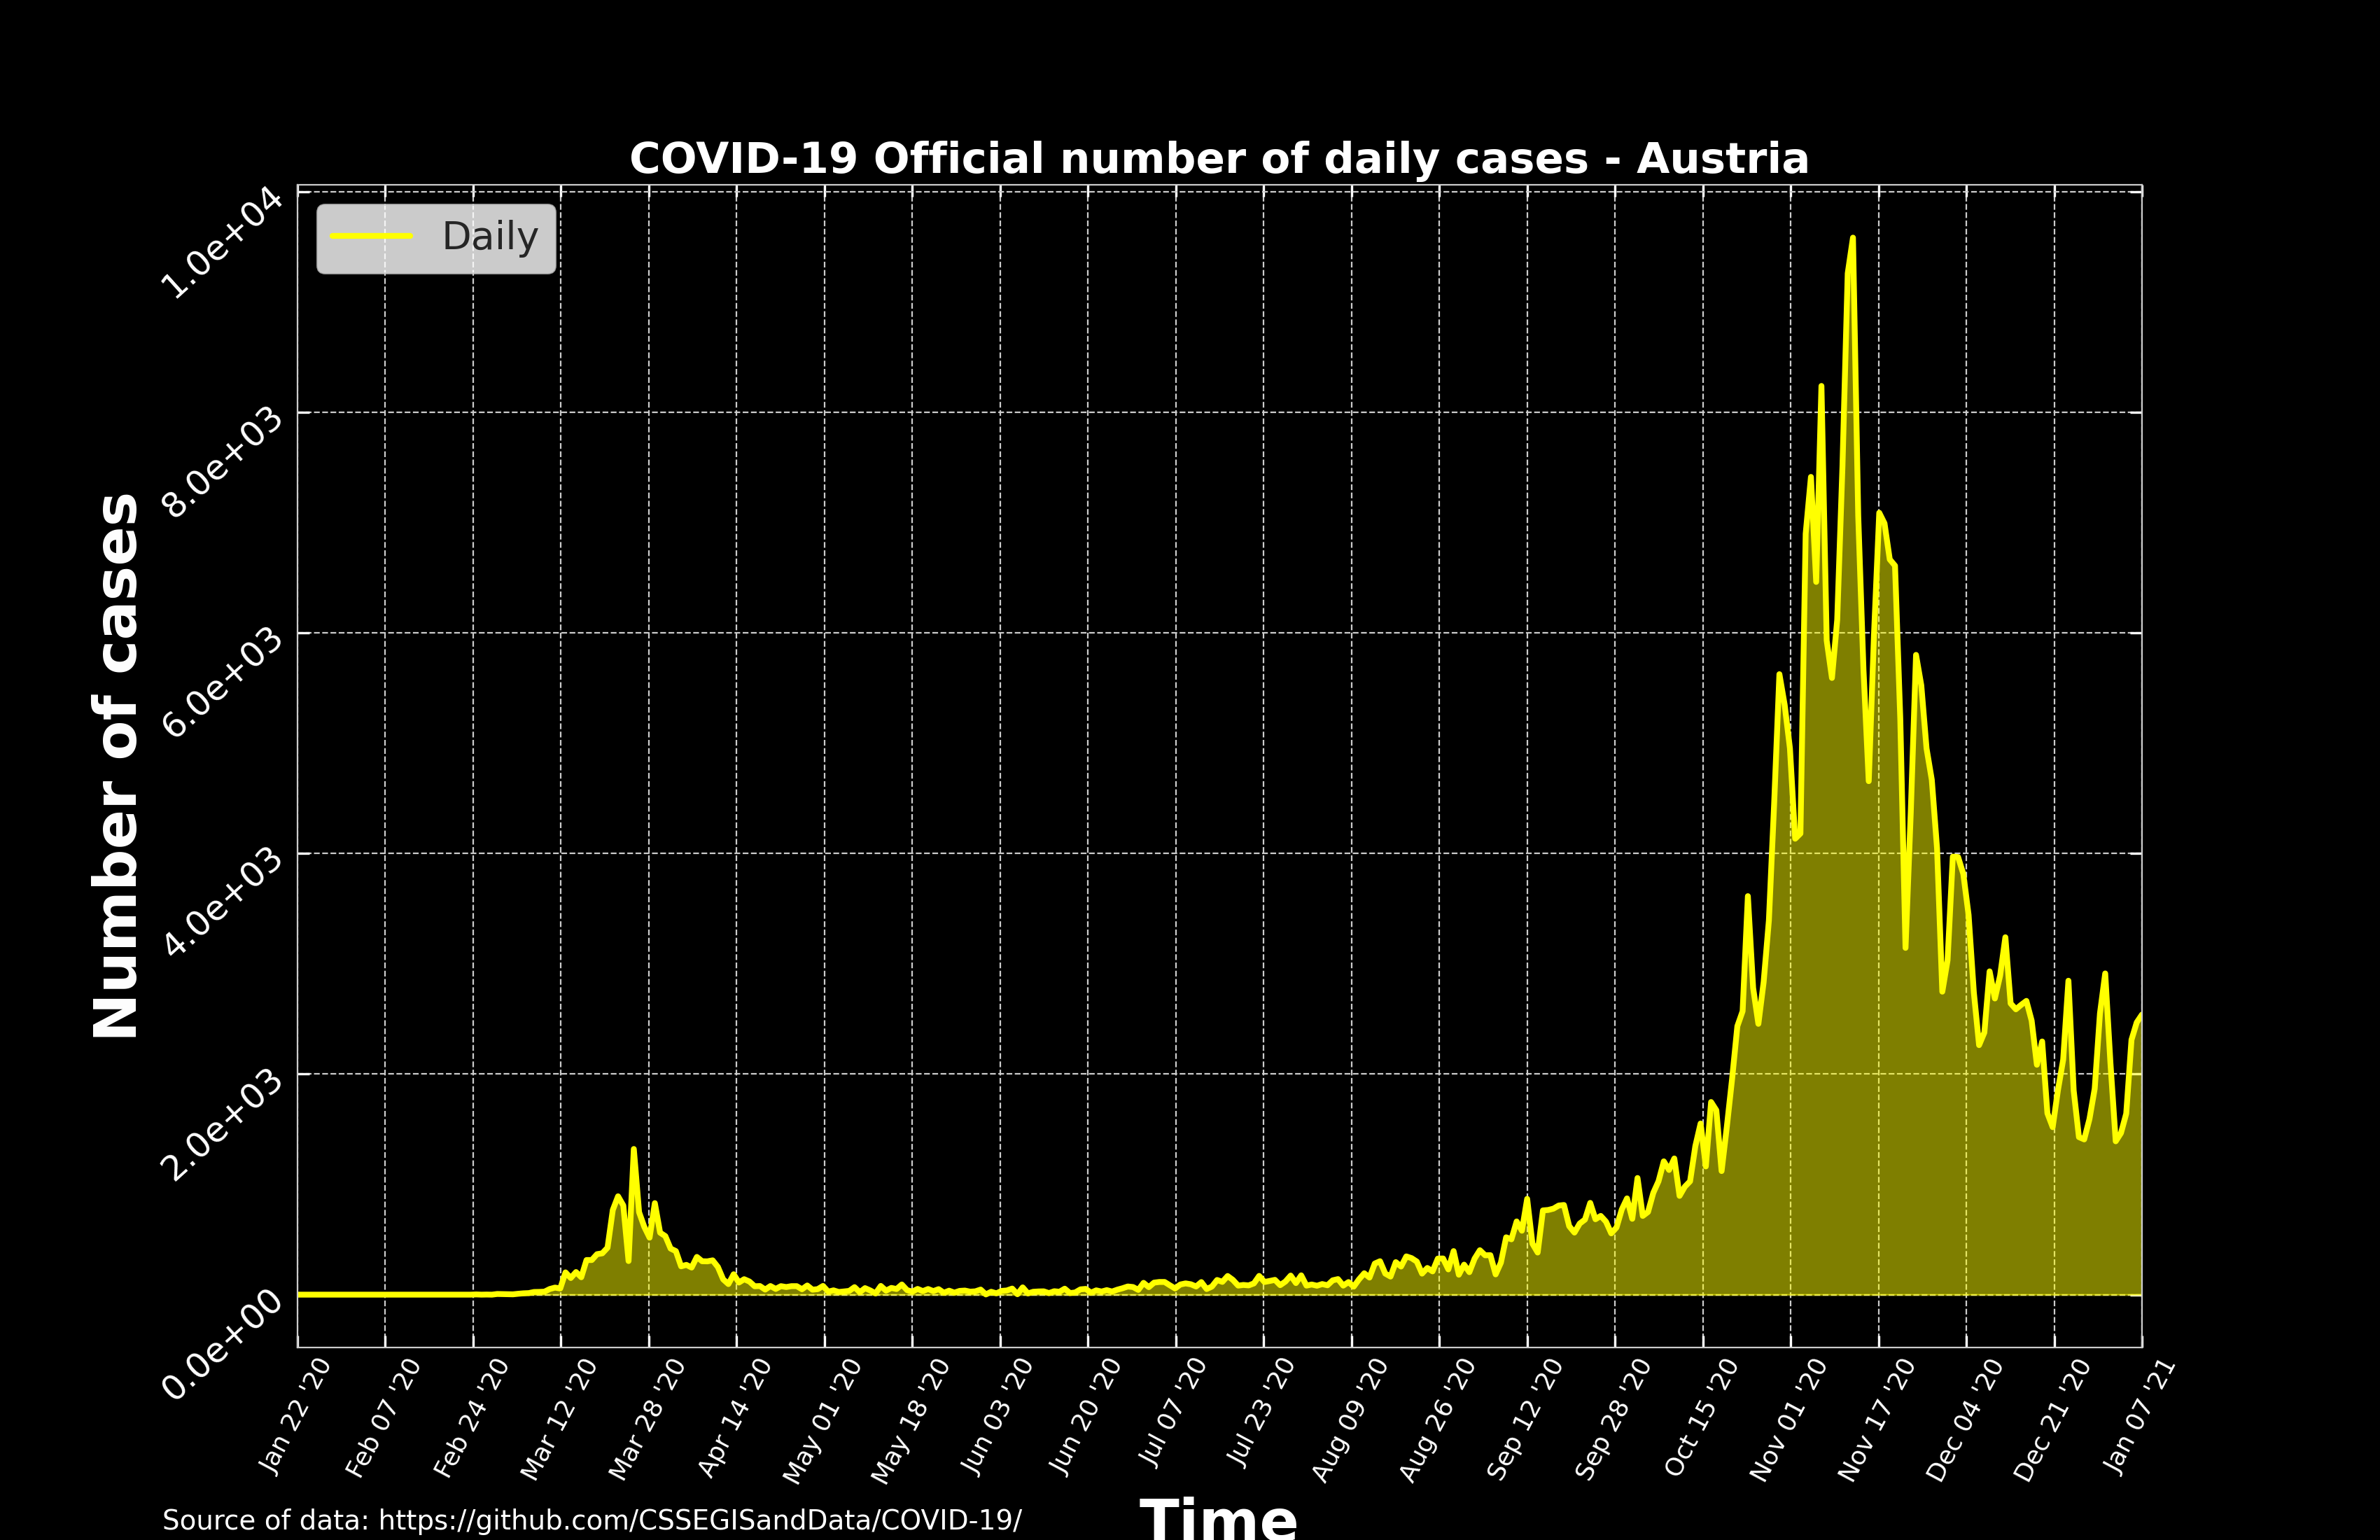 COVID-19 Official number of daily cases - Austria
Daily
Number of cases
1.0e+04
8.0e+03
6.0e+03
4.0e+03
2.0e+03
0.0e+00
Jan 22 '20
Feb 07 '20
Feb 24 '20
Mar 12 '20
Mar 28 '20
Apr 14 '20
May 01 '20
May 18 '20
Jun 03 '20
Jun 20 '20
Jul 07 '20
Jul 23 '20
Aug 09 '20
Aug 26 '20
Sep 12 '20
Sep 28 '20
Oct 15 '20
Nov 01 '20
Nov 17 '20
Dec 04 '20
Dec 21 '20
Jan 07 '21
Time
Source of data: https://github.com/CSSEGISandData/COVID-19/